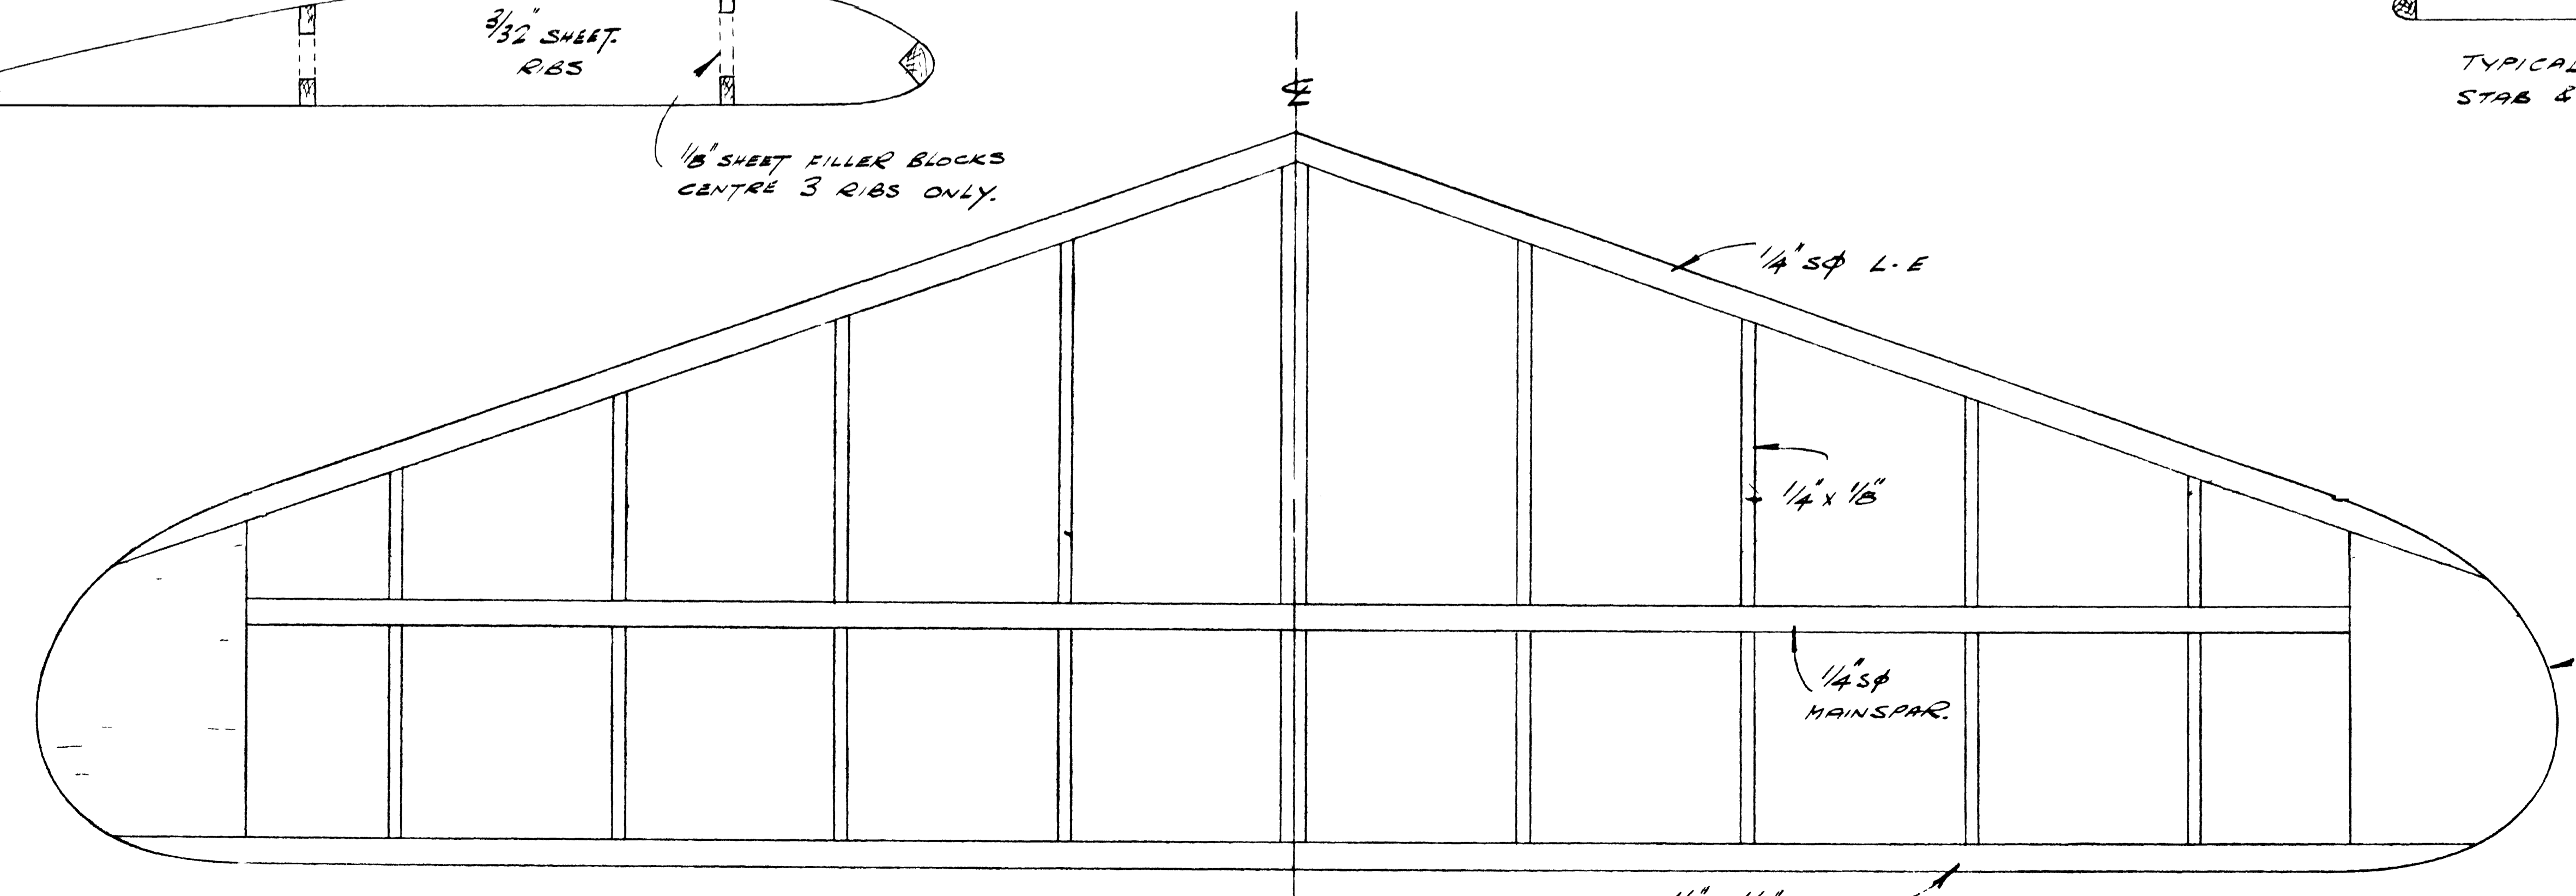 3/32" SHEET.
RIBS
1/8" SHEET FILLER BLOCKS
CENTRE 3 RIBS ONLY.
℄
TYPICAL
STAB &
1/4" SQ L.E
1/4" x 1/8"
1/4" SQ
MAINSPAR.